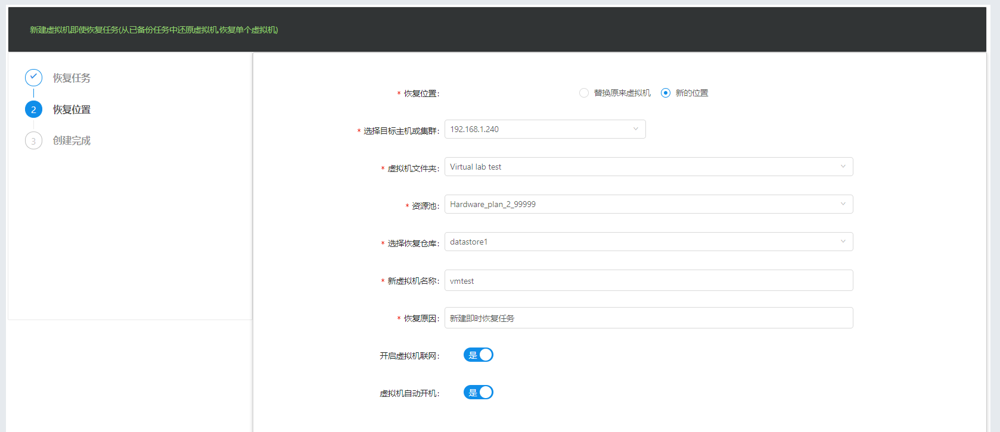 新建虚拟机即使恢复任务(从已备份任务中还原虚拟机,恢复单个虚拟机)
恢复任务
2 恢复位置
3 创建完成
* 恢复位置: 替换原来虚拟机 新的位置
* 选择目标主机或集群: 192.168.1.240
* 虚拟机文件夹: Virtual lab test
* 资源池: Hardware_plan_2_99999
* 选择恢复仓库: datastore1
* 新虚拟机名称: vmtest
* 恢复原因: 新建即时恢复任务
开启虚拟机联网: 是
虚拟机自动开机: 是